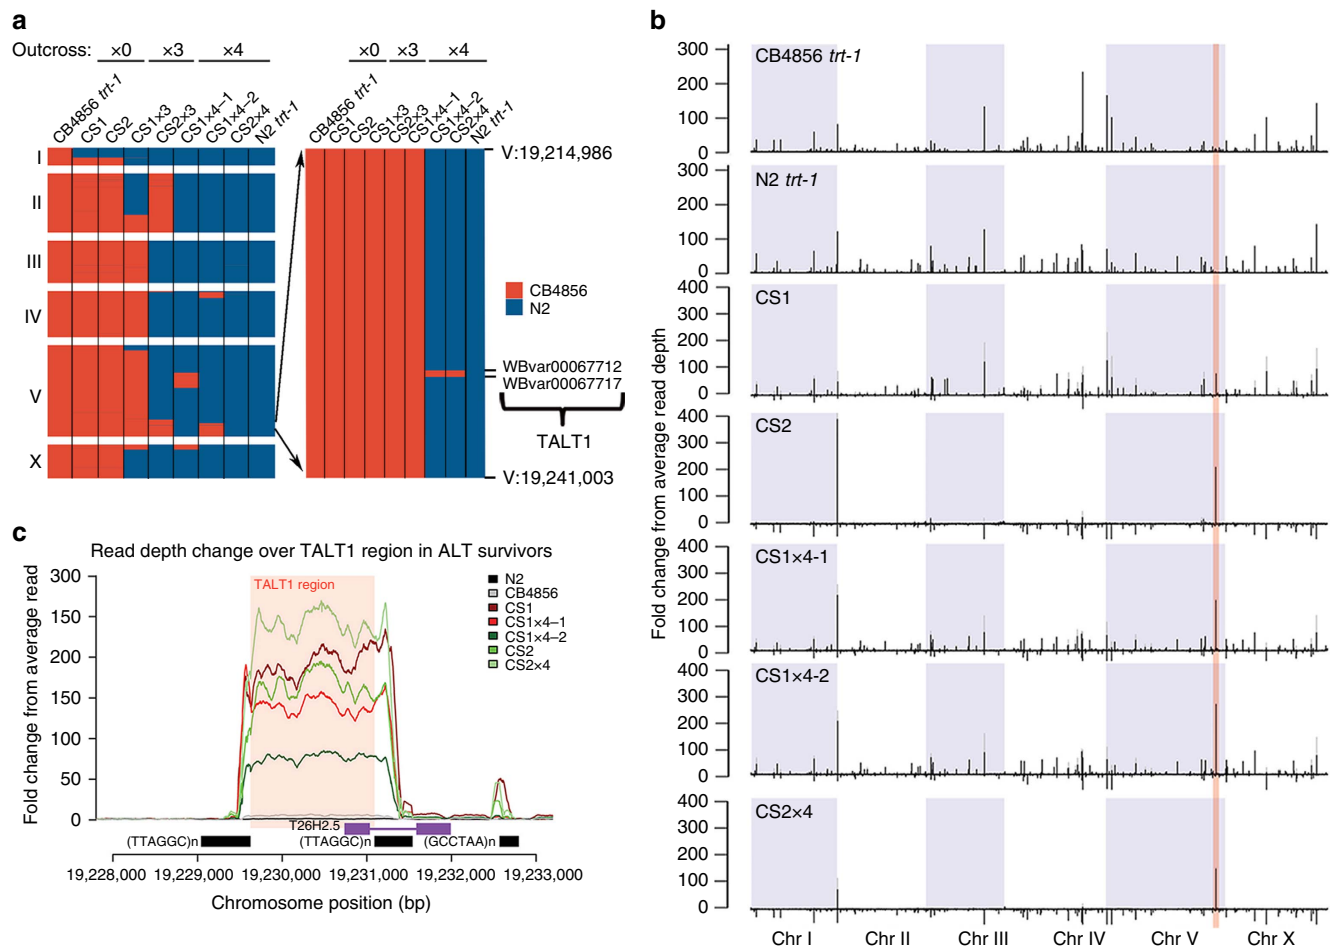 a
Outcross: ×0 ×3 ×4 ×0 ×3 ×4
CB4856 trt-1
CS1
CS2
CS1×3
CS2×3
CS1×4–1
CS1×4–2
CS2×4
N2 trt-1
CB4856 trt-1
CS1
CS2
CS1×3
CS2×3
CS1×4–1
CS1×4–2
CS2×4
N2 trt-1
I
II
III
IV
V
X
V:19,214,986
CB4856
N2
WBvar00067712
WBvar00067717
TALT1
V:19,241,003
b
Fold change from average read depth
CB4856 trt-1
300
200
100
0
N2 trt-1
300
200
100
0
CS1
400
300
200
100
0
CS2
400
300
200
100
0
CS1×4-1
400
300
200
100
0
CS1×4-2
400
300
200
100
0
CS2×4
400
300
200
100
0
Chr I Chr II Chr III Chr IV Chr V Chr X
c
Read depth change over TALT1 region in ALT survivors
Fold change from average read
300
150
200
150
100
50
0
TALT1 region
N2
CB4856
CS1
CS1×4–1
CS1×4–2
CS2
CS2×4
T26H2.5
(TTAGGC)n (TTAGGC)n (GCCTAA)n
19,228,000 19,229,000 19,230,000 19,231,000 19,232,000 19,233,000
Chromosome position (bp)